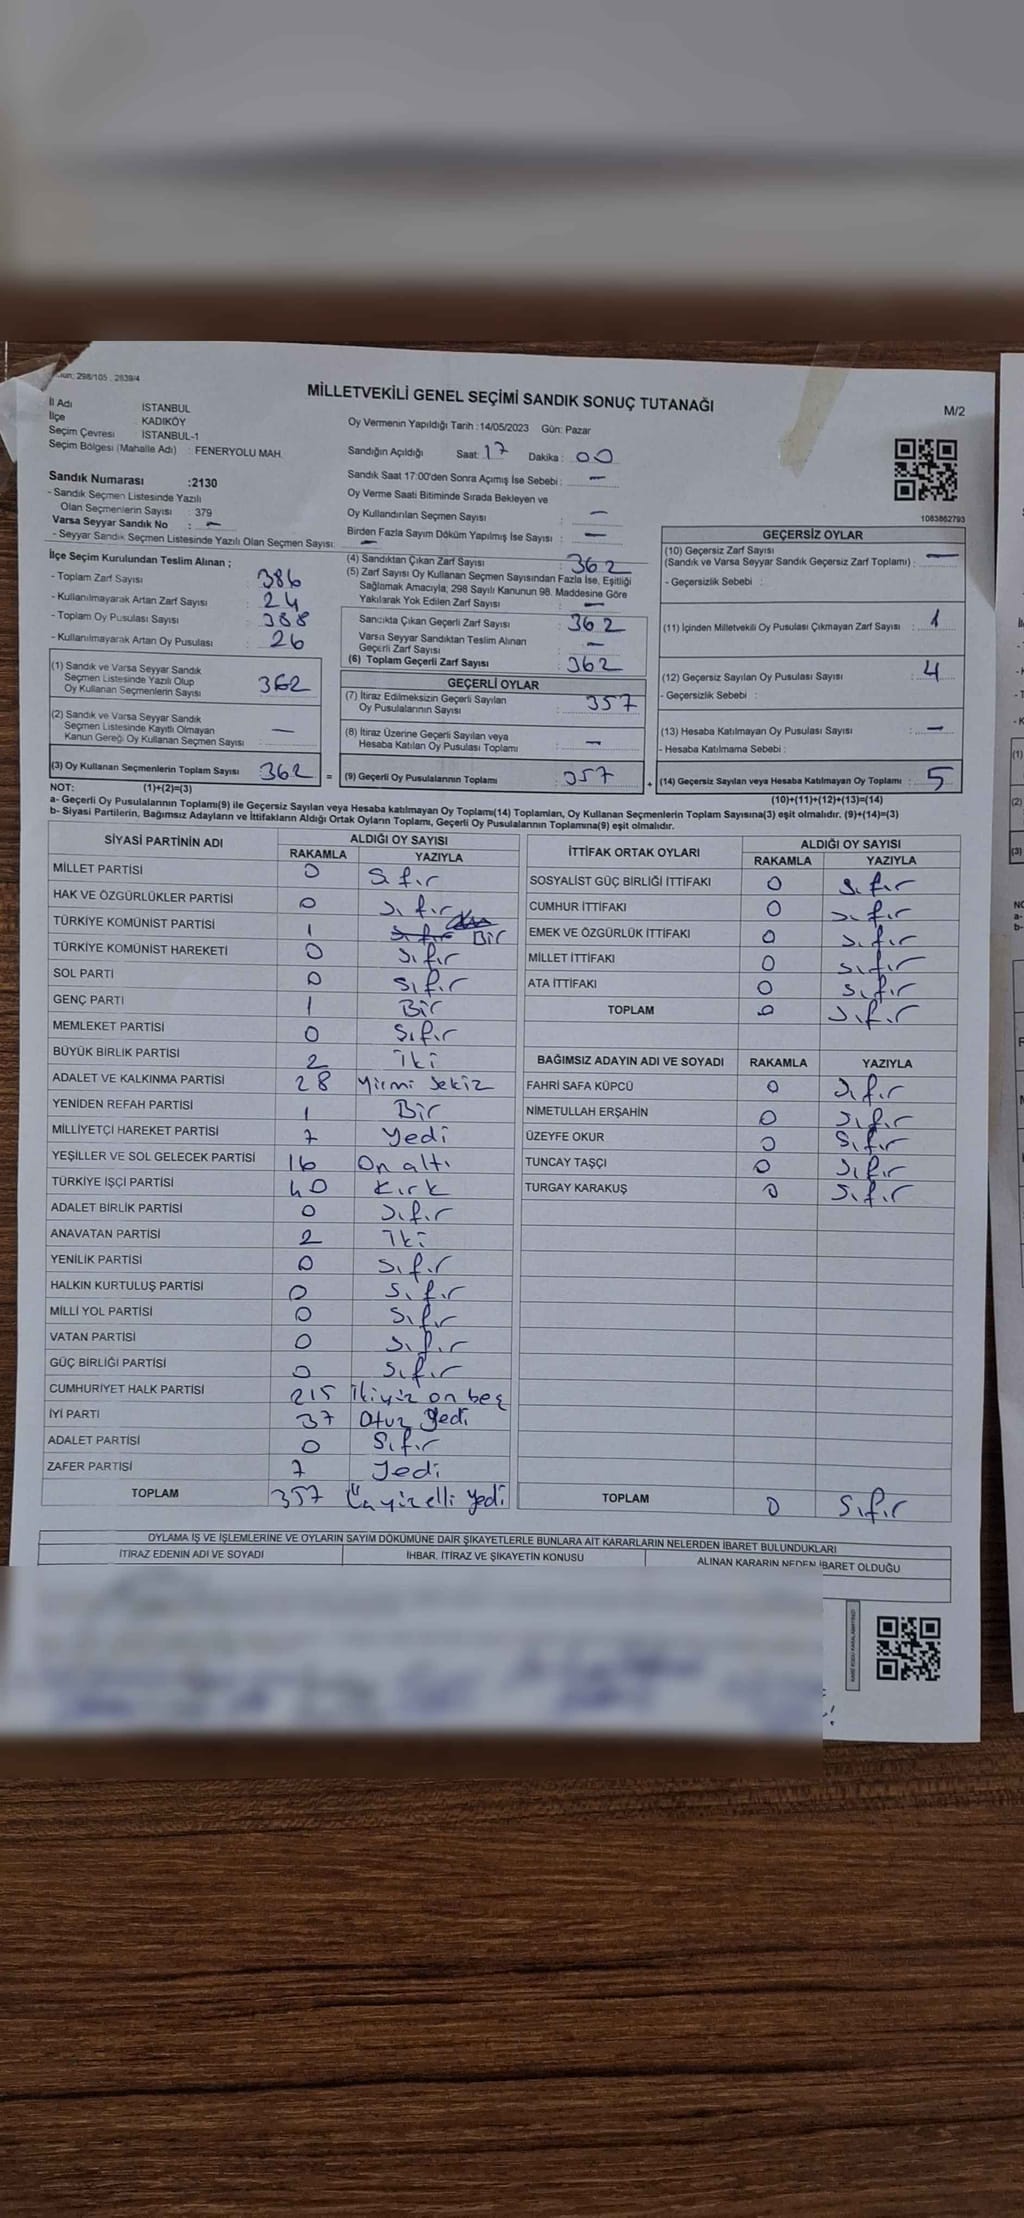 298/105 , 2839/4
MİLLETVEKİLİ GENEL SEÇİMİ SANDIK SONUÇ TUTANAĞI
M/2
İl Adı İSTANBUL
İlçe KADIKÖY
Seçim Çevresi : İSTANBUL-1
Seçim Bölgesi (Mahalle Adı) : FENERYOLU MAH.
Oy Vermenin Yapıldığı Tarih : 14/05/2023 Gün: Pazar
Sandığın Açıldığı Saat: 17 Dakika : 00
Sandık Saat 17:00'den Sonra Açımış İse Sebebi : —
Oy Verme Saati Bitiminde Sırada Bekleyen ve
Oy Kullandırılan Seçmen Sayısı —
Birden Fazla Sayım Döküm Yapılmış İse Sayısı : —
Sandık Numarası :2130
- Sandık Seçmen Listesinde Yazılı
Olan Seçmenlerin Sayısı : 379
Varsa Seyyar Sandık No : —
- Seyyar Sandık Seçmen Listesinde Yazılı Olan Seçmen Sayısı: —
1083862793
İlçe Seçim Kurulundan Teslim Alınan ;
- Toplam Zarf Sayısı : 386
- Kullanılmayarak Artan Zarf Sayısı : 24
- Toplam Oy Pusulası Sayısı : 388
- Kullanılmayarak Artan Oy Pusulası : 26
(1) Sandık ve Varsa Seyyar Sandık
Seçmen Listesinde Yazılı Olup
Oy Kullanan Seçmenlerin Sayısı : 362
(2) Sandık ve Varsa Seyyar Sandık
Seçmen Listesinde Kayıtlı Olmayan
Kanun Gereği Oy Kullanan Seçmen Sayısı : —
(3) Oy Kullanan Seçmenlerin Toplam Sayısı : 362 =
(4) Sandıktan Çıkan Zarf Sayısı : 362
(5) Zarf Sayısı Oy Kullanan Seçmen Sayısından Fazla İse, Eşitliği
Sağlamak Amacıyla, 298 Sayılı Kanunun 98. Maddesine Göre
Yakılarak Yok Edilen Zarf Sayısı : —
Sandıkta Çıkan Geçerli Zarf Sayısı : 362
Varsa Seyyar Sandıktan Teslim Alınan
Geçerli Zarf Sayısı : —
(6) Toplam Geçerli Zarf Sayısı : 362
GEÇERLİ OYLAR
(7) İtiraz Edilmeksizin Geçerli Sayılan
Oy Pusulalarının Sayısı : 357
(8) İtiraz Üzerine Geçerli Sayılan veya
Hesaba Katılan Oy Pusulası Toplamı : —
(9) Geçerli Oy Pusulalarının Toplamı : 357 +
GEÇERSİZ OYLAR
(10) Geçersiz Zarf Sayısı
(Sandık ve Varsa Seyyar Sandık Geçersiz Zarf Toplamı) : —
- Geçersizlik Sebebi :
(11) İçinden Milletvekili Oy Pusulası Çıkmayan Zarf Sayısı : 1
(12) Geçersiz Sayılan Oy Pusulası Sayısı : 4
- Geçersizlik Sebebi :
(13) Hesaba Katılmayan Oy Pusulası Sayısı : —
- Hesaba Katılmama Sebebi :
(14) Geçersiz Sayılan veya Hesaba Katılmayan Oy Toplamı : 5
NOT: (1)+(2)=(3)
(10)+(11)+(12)+(13)=(14)
a- Geçerli Oy Pusulalarının Toplamı(9) ile Geçersiz Sayılan veya Hesaba katılmayan Oy Toplamı(14) Toplamları, Oy Kullanan Seçmenlerin Toplam Sayısına(3) eşit olmalıdır. (9)+(14)=(3)
b- Siyasi Partilerin, Bağımsız Adayların ve İttifakların Aldığı Ortak Oyların Toplamı, Geçerli Oy Pusulalarının Toplamına(9) eşit olmalıdır.
SİYASİ PARTİNİN ADI ALDIĞI OY SAYISI
RAKAMLA YAZIYLA
MİLLET PARTİSİ 0 Sıfır
HAK VE ÖZGÜRLÜKLER PARTİSİ 0 Sıfır
TÜRKİYE KOMÜNİST PARTİSİ 1 Sıfır Bir
TÜRKİYE KOMÜNİST HAREKETİ 0 Sıfır
SOL PARTİ 0 Sıfır
GENÇ PARTİ 1 Bir
MEMLEKET PARTİSİ 0 Sıfır
BÜYÜK BİRLİK PARTİSİ 2 İki
ADALET VE KALKINMA PARTİSİ 28 Yirmi sekiz
YENİDEN REFAH PARTİSİ 1 Bir
MİLLİYETÇİ HAREKET PARTİSİ 7 Yedi
YEŞİLLER VE SOL GELECEK PARTİSİ 16 On altı
TÜRKİYE İŞÇİ PARTİSİ 40 Kırk
ADALET BİRLİK PARTİSİ 0 Sıfır
ANAVATAN PARTİSİ 2 İki
YENİLİK PARTİSİ 0 Sıfır
HALKIN KURTULUŞ PARTİSİ 0 Sıfır
MİLLİ YOL PARTİSİ 0 Sıfır
VATAN PARTİSİ 0 Sıfır
GÜÇ BİRLİĞİ PARTİSİ 0 Sıfır
CUMHURİYET HALK PARTİSİ 215 İkiyüz on beş
İYİ PARTİ 37 Otuz yedi
ADALET PARTİSİ 0 Sıfır
ZAFER PARTİSİ 7 Yedi
TOPLAM 357 Üçyüz elli yedi
İTTİFAK ORTAK OYLARI ALDIĞI OY SAYISI
RAKAMLA YAZIYLA
SOSYALİST GÜÇ BİRLİĞİ İTTİFAKI 0 Sıfır
CUMHUR İTTİFAKI 0 Sıfır
EMEK VE ÖZGÜRLÜK İTTİFAKI 0 Sıfır
MİLLET İTTİFAKI 0 Sıfır
ATA İTTİFAKI 0 Sıfır
TOPLAM 0 Sıfır
BAĞIMSIZ ADAYIN ADI VE SOYADI RAKAMLA YAZIYLA
FAHRİ SAFA KÜPCÜ 0 Sıfır
NİMETULLAH ERŞAHİN 0 Sıfır
ÜZEYFE OKUR 0 Sıfır
TUNCAY TAŞÇI 0 Sıfır
TURGAY KARAKUŞ 0 Sıfır
TOPLAM 0 Sıfır
OYLAMA İŞ VE İŞLEMLERİNE VE OYLARIN SAYIM DÖKÜMÜNE DAİR ŞİKAYETLERLE BUNLARA AİT KARARLARIN NELERDEN İBARET BULUNDUKLARI
İTİRAZ EDENİN ADI VE SOYADI İHBAR, İTİRAZ VE ŞİKAYETİN KONUSU ALINAN KARARIN NEDEN İBARET OLDUĞU